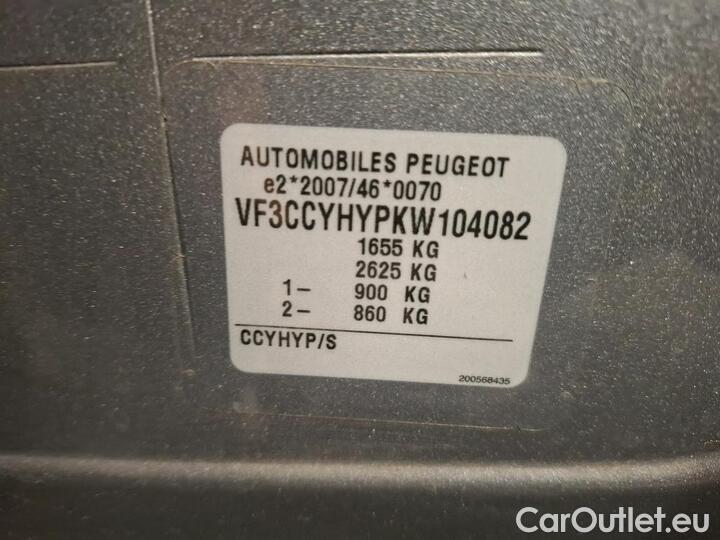 AUTOMOBILES PEUGEOT
e2*2007/46*0070
VF3CCYHYPKW104082
1655 KG
2625 KG
1- 900 KG
2- 860 KG
CCYHYP/S
200568435
CarOutlet.eu